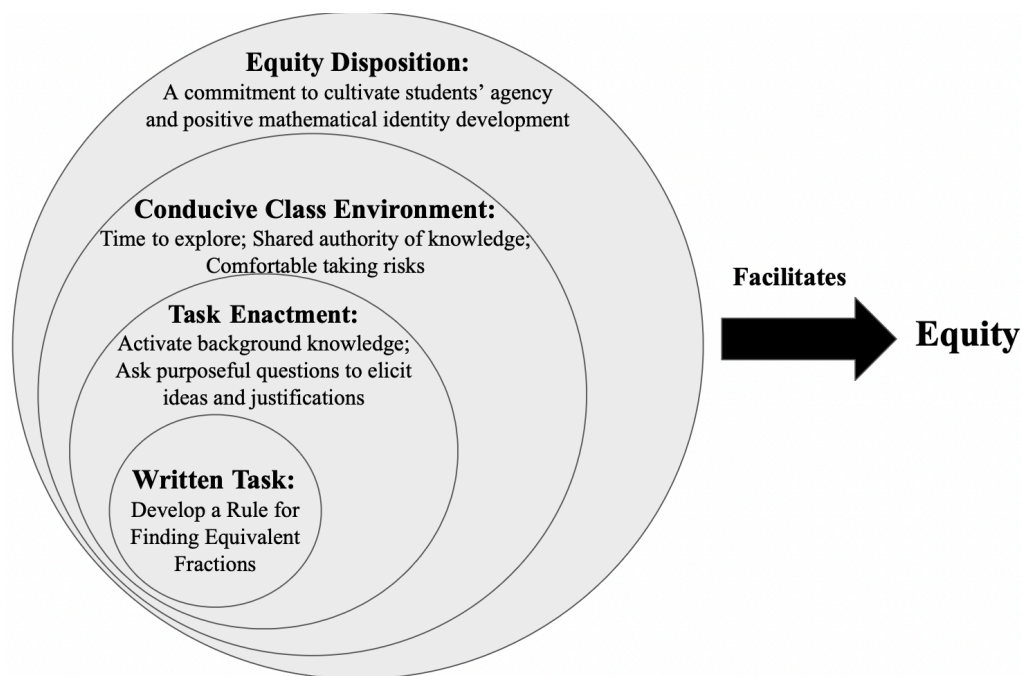 Equity Disposition:
A commitment to cultivate students’ agency
and positive mathematical identity development
Conducive Class Environment:
Time to explore; Shared authority of knowledge;
Comfortable taking risks
Task Enactment:
Activate background knowledge;
Ask purposeful questions to elicit
ideas and justifications
Written Task:
Develop a Rule for
Finding Equivalent
Fractions
Facilitates
Equity